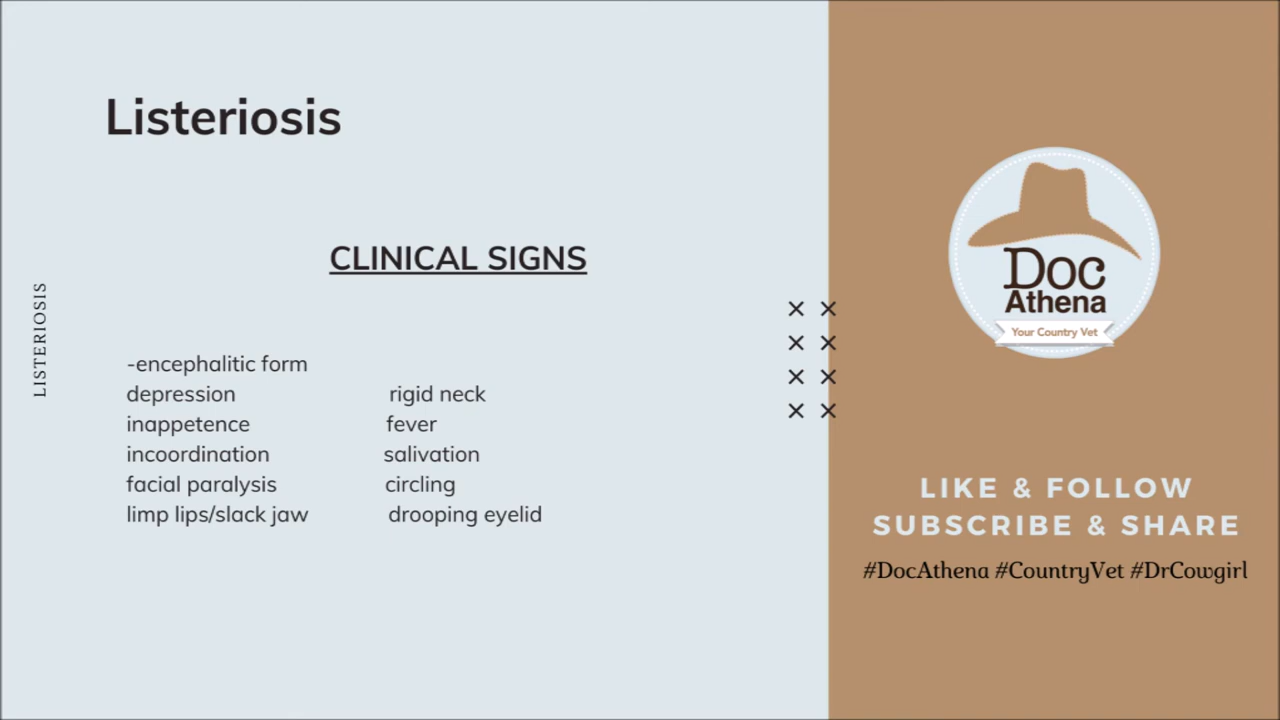 Listeriosis
CLINICAL SIGNS
LISTERIOSIS
-encephalitic form
depression rigid neck
inappetence fever
incoordination salivation
facial paralysis circling
limp lips/slack jaw drooping eyelid
Doc
Athena
Your Country Vet
LIKE & FOLLOW
SUBSCRIBE & SHARE
#DocAthena #CountryVet #DrCowgirl